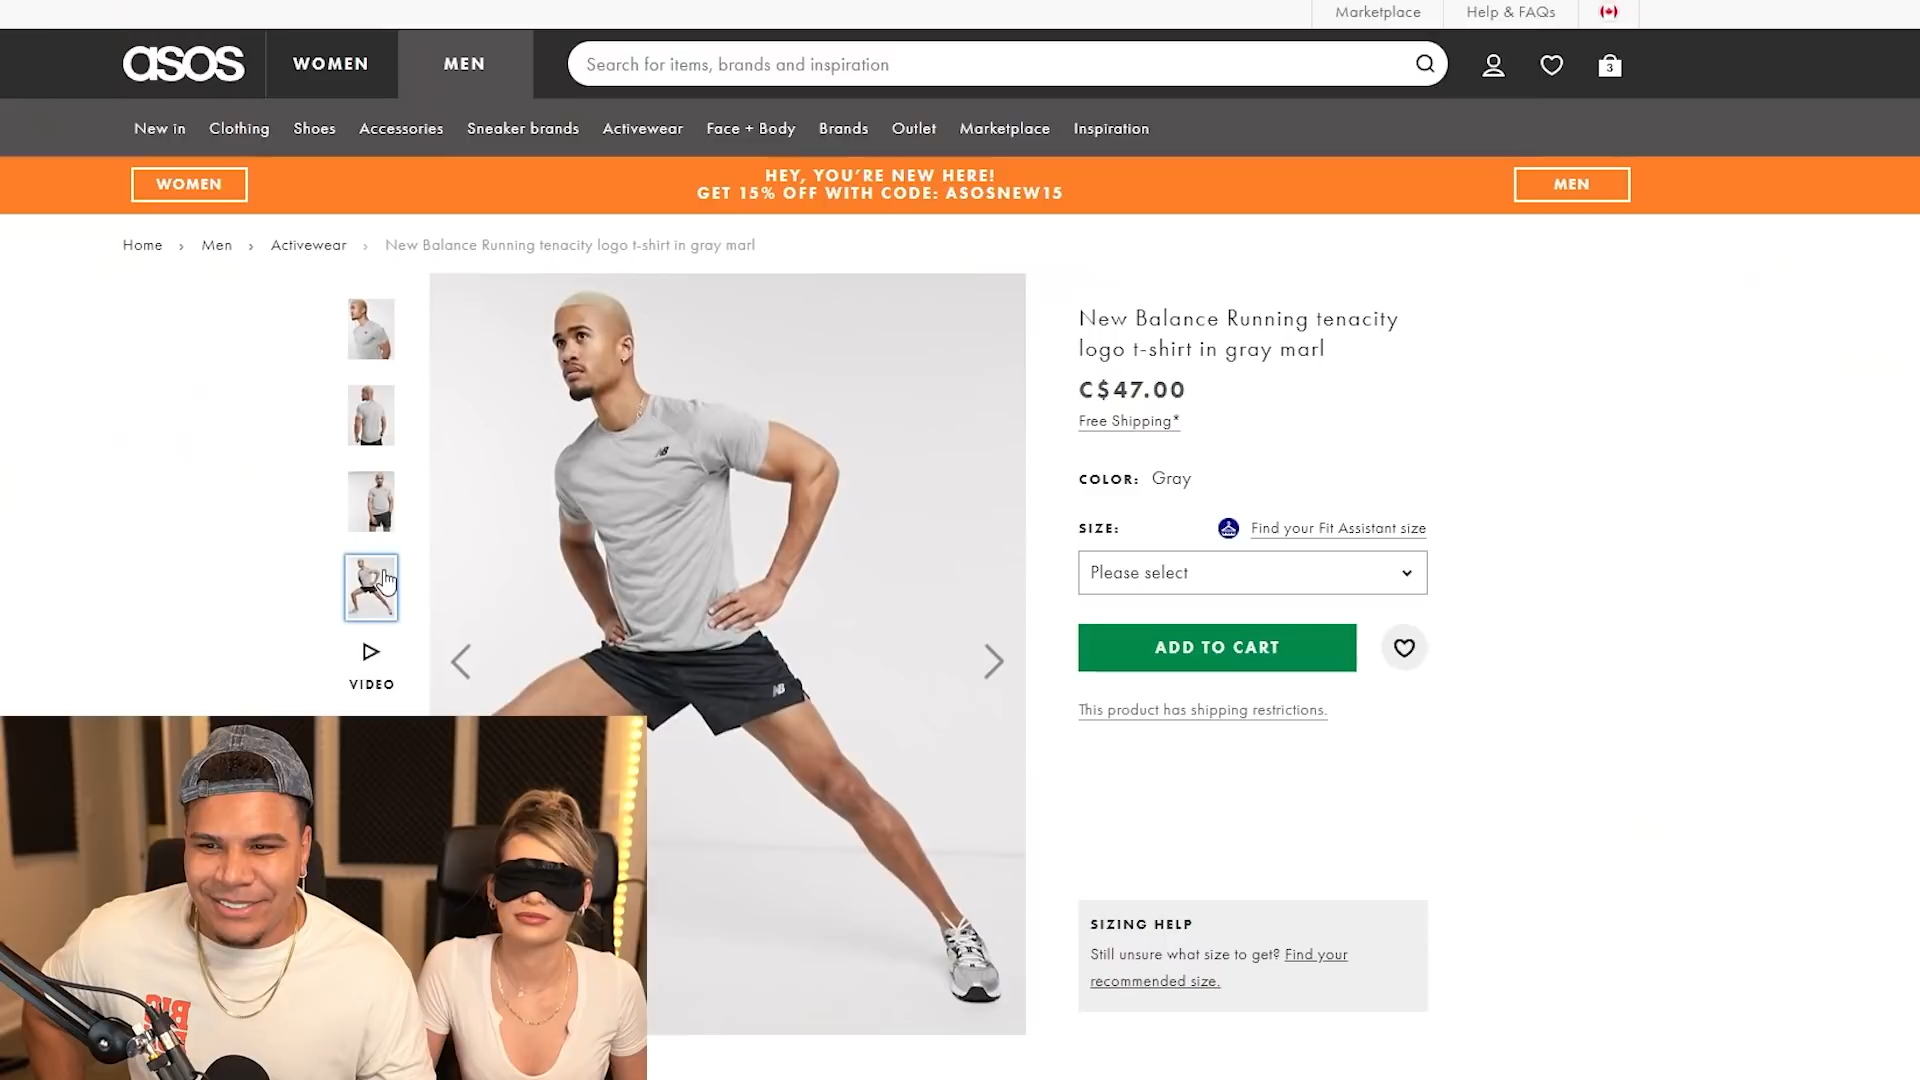 Marketplace
Help & FAQs
asos
WOMEN
MEN
Search for items, brands and inspiration
3
New in
Clothing
Shoes
Accessories
Sneaker brands
Activewear
Face + Body
Brands
Outlet
Marketplace
Inspiration
WOMEN
HEY, YOU'RE NEW HERE!
GET 15% OFF WITH CODE: ASOSNEW15
MEN
Home › Men › Activewear › New Balance Running tenacity logo t-shirt in gray marl
VIDEO
NB
NB
New Balance Running tenacity
logo t-shirt in gray marl
C$47.00
Free Shipping*
COLOR: Gray
SIZE:
Find your Fit Assistant size
Please select
ADD TO CART
This product has shipping restrictions.
SIZING HELP
Still unsure what size to get? Find your
recommended size.
BIG